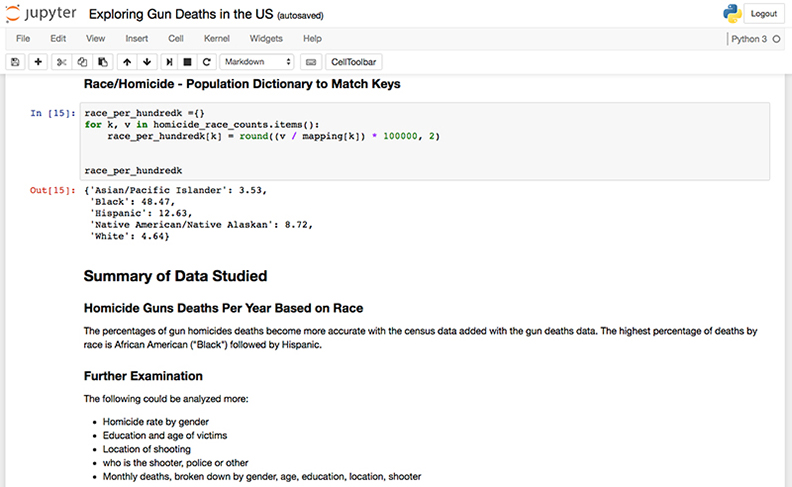 jupyter Exploring Gun Deaths in the US (autosaved)
Logout
File Edit View Insert Cell Kernel Widgets Help
Python 3
Markdown CellToolbar
Race/Homicide - Population Dictionary to Match Keys
In [15]: race_per_hundredk ={}
for k, v in homicide_race_counts.items():
    race_per_hundredk[k] = round((v / mapping[k]) * 100000, 2)
race_per_hundredk
Out[15]: {'Asian/Pacific Islander': 3.53,
'Black': 48.47,
'Hispanic': 12.63,
'Native American/Native Alaskan': 8.72,
'White': 4.64}
Summary of Data Studied
Homicide Guns Deaths Per Year Based on Race
The percentages of gun homicides deaths become more accurate with the census data added with the gun deaths data. The highest percentage of deaths by
race is African American ("Black") followed by Hispanic.
Further Examination
The following could be analyzed more:
• Homicide rate by gender
• Education and age of victims
• Location of shooting
• who is the shooter, police or other
• Monthly deaths, broken down by gender, age, education, location, shooter